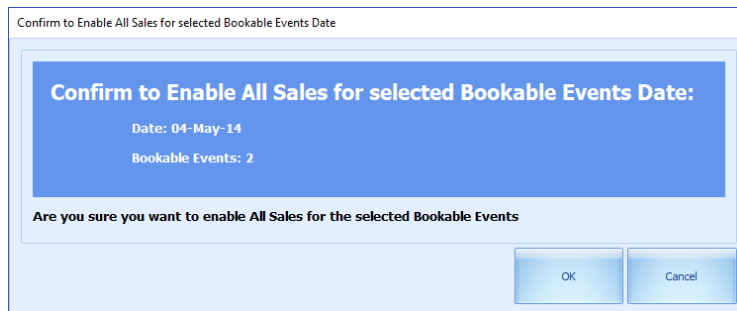 Confirm to Enable All Sales for selected Bookable Events Date
Confirm to Enable All Sales for selected Bookable Events Date:
Date: 04-May-14
Bookable Events: 2
Are you sure you want to enable All Sales for the selected Bookable Events
OK
Cancel